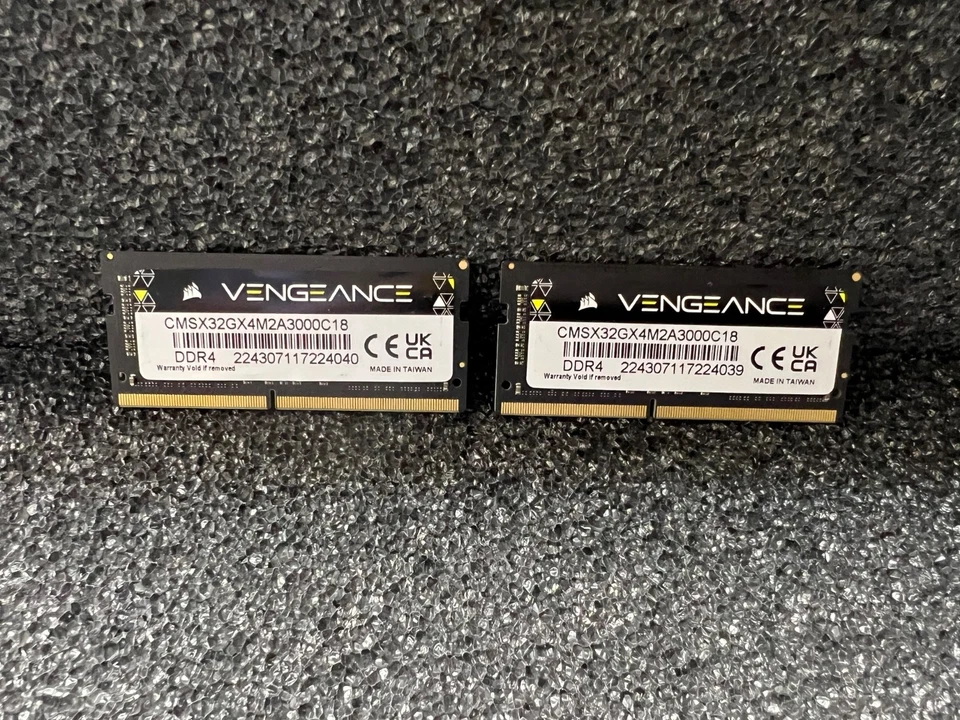 VENGEANCE
CMSX32GX4M2A3000C18
DDR4 224307117224040
CE UK CA
Warranty Void if removed
MADE IN TAIWAN
VENGEANCE
CMSX32GX4M2A3000C18
DDR4 224307117224039
CE UK CA
Warranty Void if removed
MADE IN TAIWAN